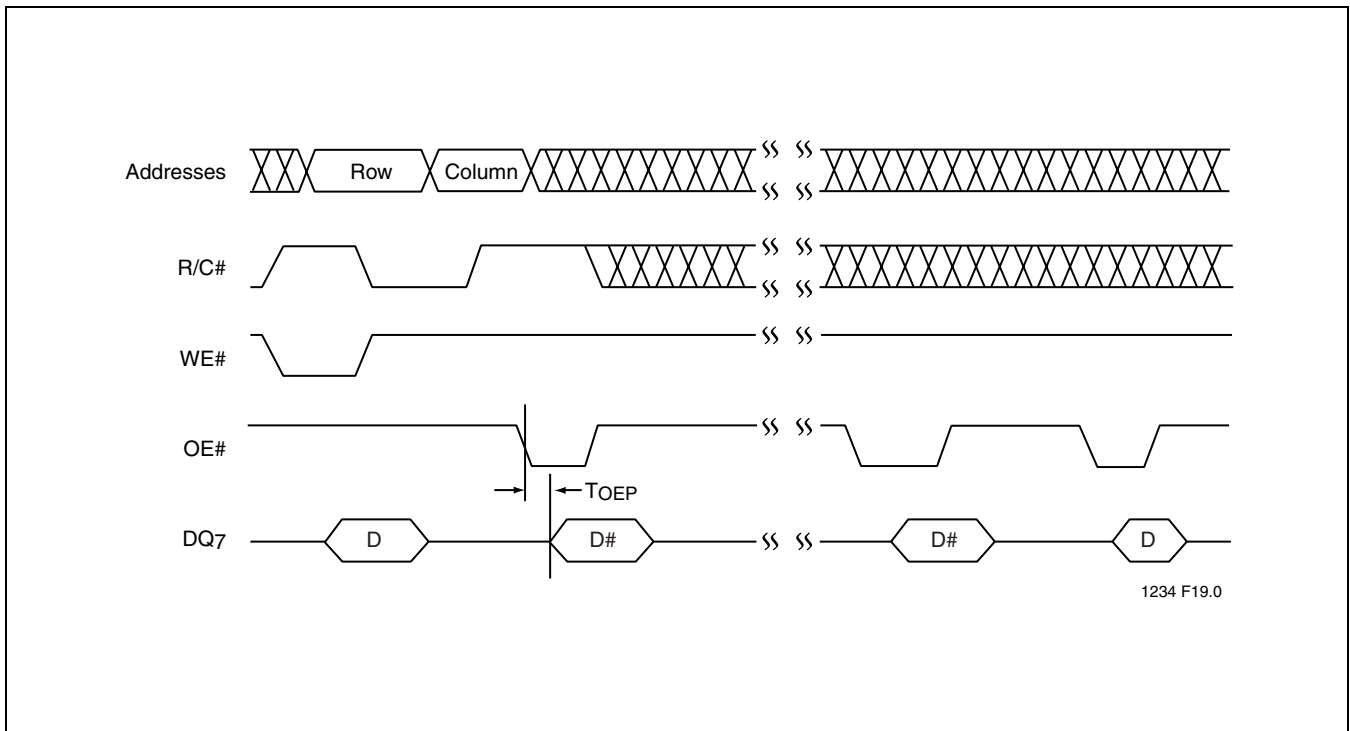 Addresses Row Column
R/C#
WE#
OE#
TOEP
DQ7 D D# D# D
1234 F19.0